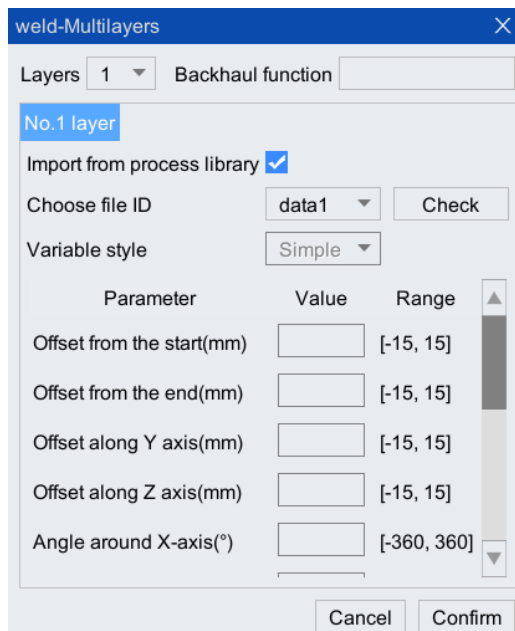 weld-Multilayers
Layers 1 Backhaul function
No.1 layer
Import from process library
Choose file ID data1 Check
Variable style Simple
Parameter Value Range
Offset from the start(mm) [-15, 15]
Offset from the end(mm) [-15, 15]
Offset along Y axis(mm) [-15, 15]
Offset along Z axis(mm) [-15, 15]
Angle around X-axis(°) [-360, 360]
Cancel Confirm